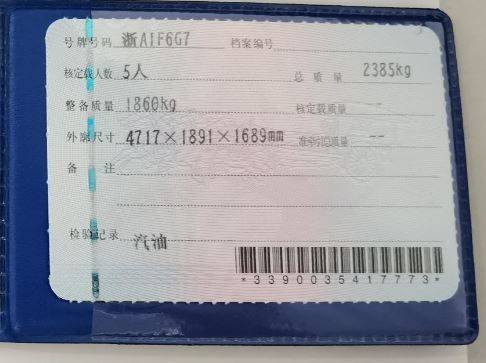 号牌号码 浙A1F6G7 档案编号
核定载人数 5人 总质量 2385kg
整备质量 1860kg 核定载质量 --
外廓尺寸 4717×1891×1689mm 准牵引总质量 --
备注
检验记录 汽油
*339003541773*